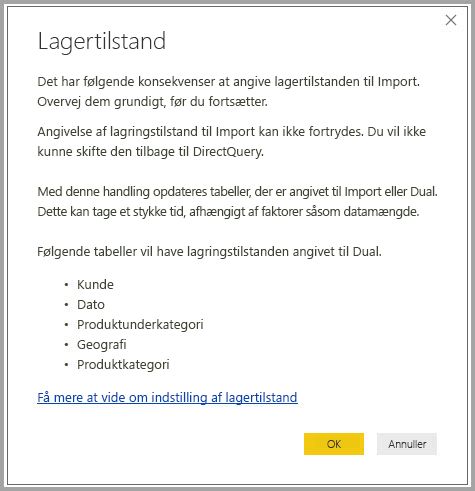 Lagertilstand
Det har følgende konsekvenser at angive lagertilstanden til Import.
Overvej dem grundigt, før du fortsætter.
Angivelse af lagringstilstand til Import kan ikke fortrydes. Du vil ikke
kunne skifte den tilbage til DirectQuery.
Med denne handling opdateres tabeller, der er angivet til Import eller Dual.
Dette kan tage et stykke tid, afhængigt af faktorer såsom datamængde.
Følgende tabeller vil have lagringstilstanden angivet til Dual.
• Kunde
• Dato
• Produktunderkategori
• Geografi
• Produktkategori
Få mere at vide om indstilling af lagertilstand
OK Annuller